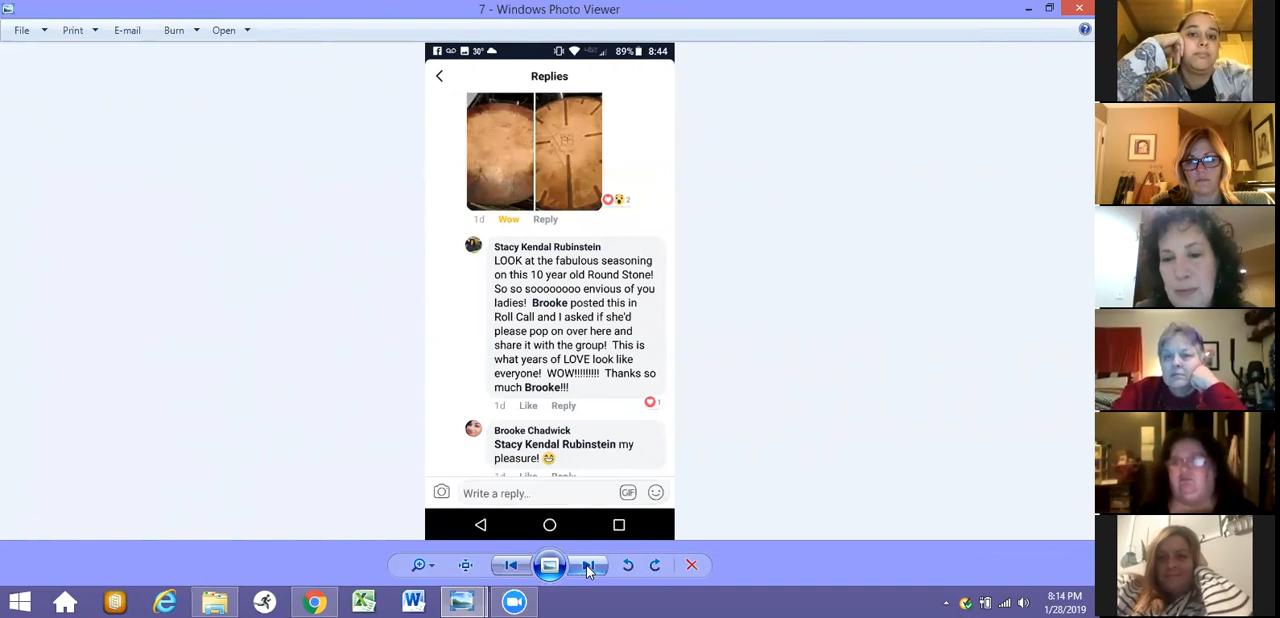 7 - Windows Photo Viewer
File Print E-mail Burn Open
30° 89% 8:44
Replies
2
1d Wow Reply
Stacy Kendal Rubinstein
LOOK at the fabulous seasoning
on this 10 year old Round Stone!
So so sooooooo envious of you
ladies! Brooke posted this in
Roll Call and I asked if she'd
please pop on over here and
share it with the group! This is
what years of LOVE look like
everyone! WOW!!!!!!!!! Thanks so
much Brooke!!!
1
1d Like Reply
Brooke Chadwick
Stacy Kendal Rubinstein my
pleasure!
1d Like Reply
Write a reply...
GIF
8:14 PM
1/28/2019